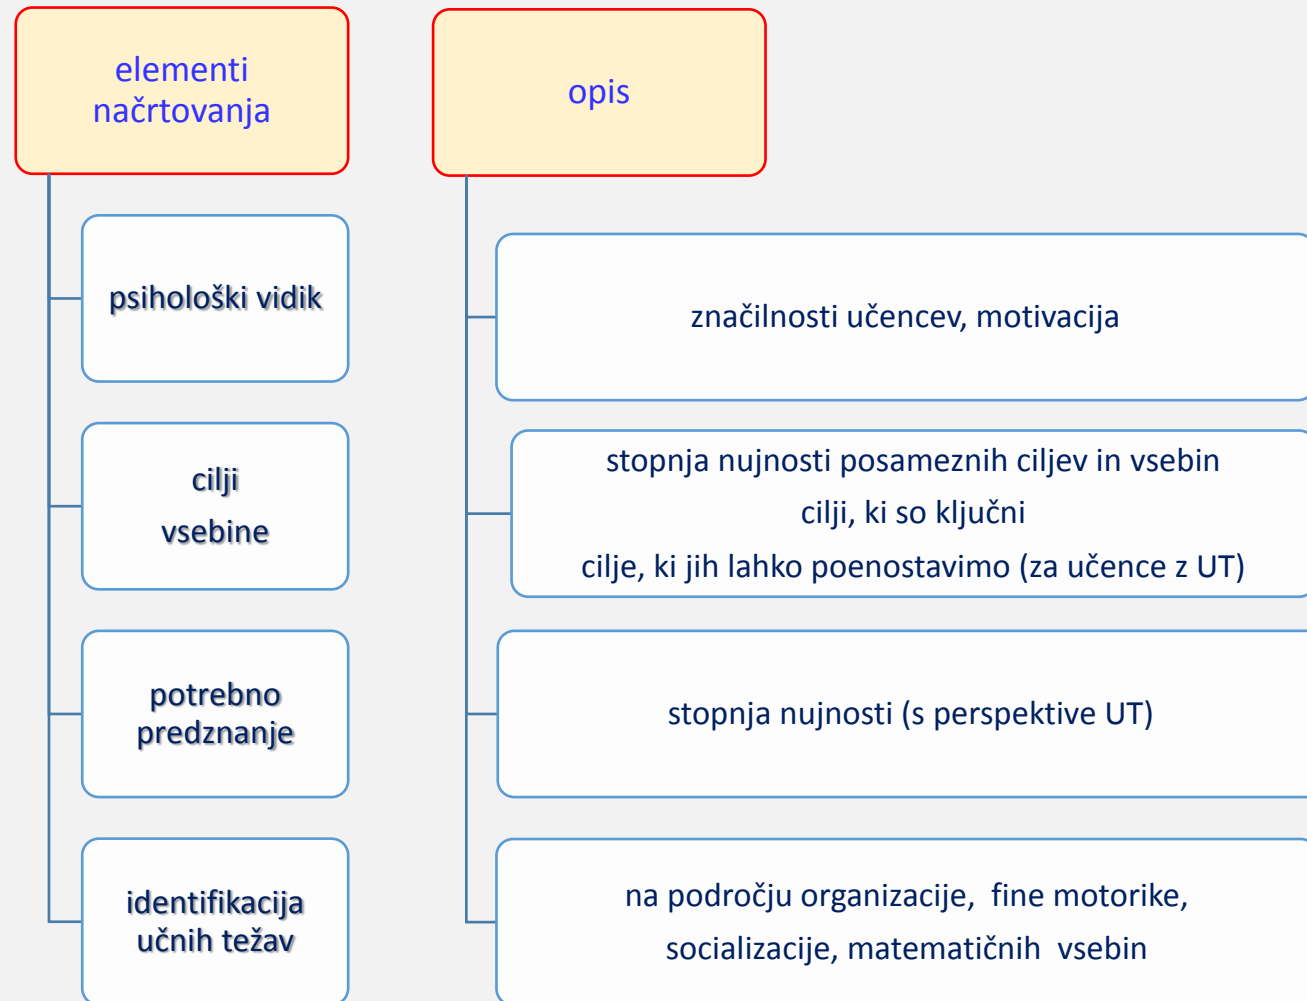 elementi
načrtovanja
opis
psihološki vidik
značilnosti učencev, motivacija
cilji
vsebine
stopnja nujnosti posameznih ciljev in vsebin
cilji, ki so ključni
cilje, ki jih lahko poenostavimo (za učence z UT)
potrebno
predznanje
stopnja nujnosti (s perspektive UT)
identifikacija
učnih težav
na področju organizacije, fine motorike,
socializacije, matematičnih vsebin